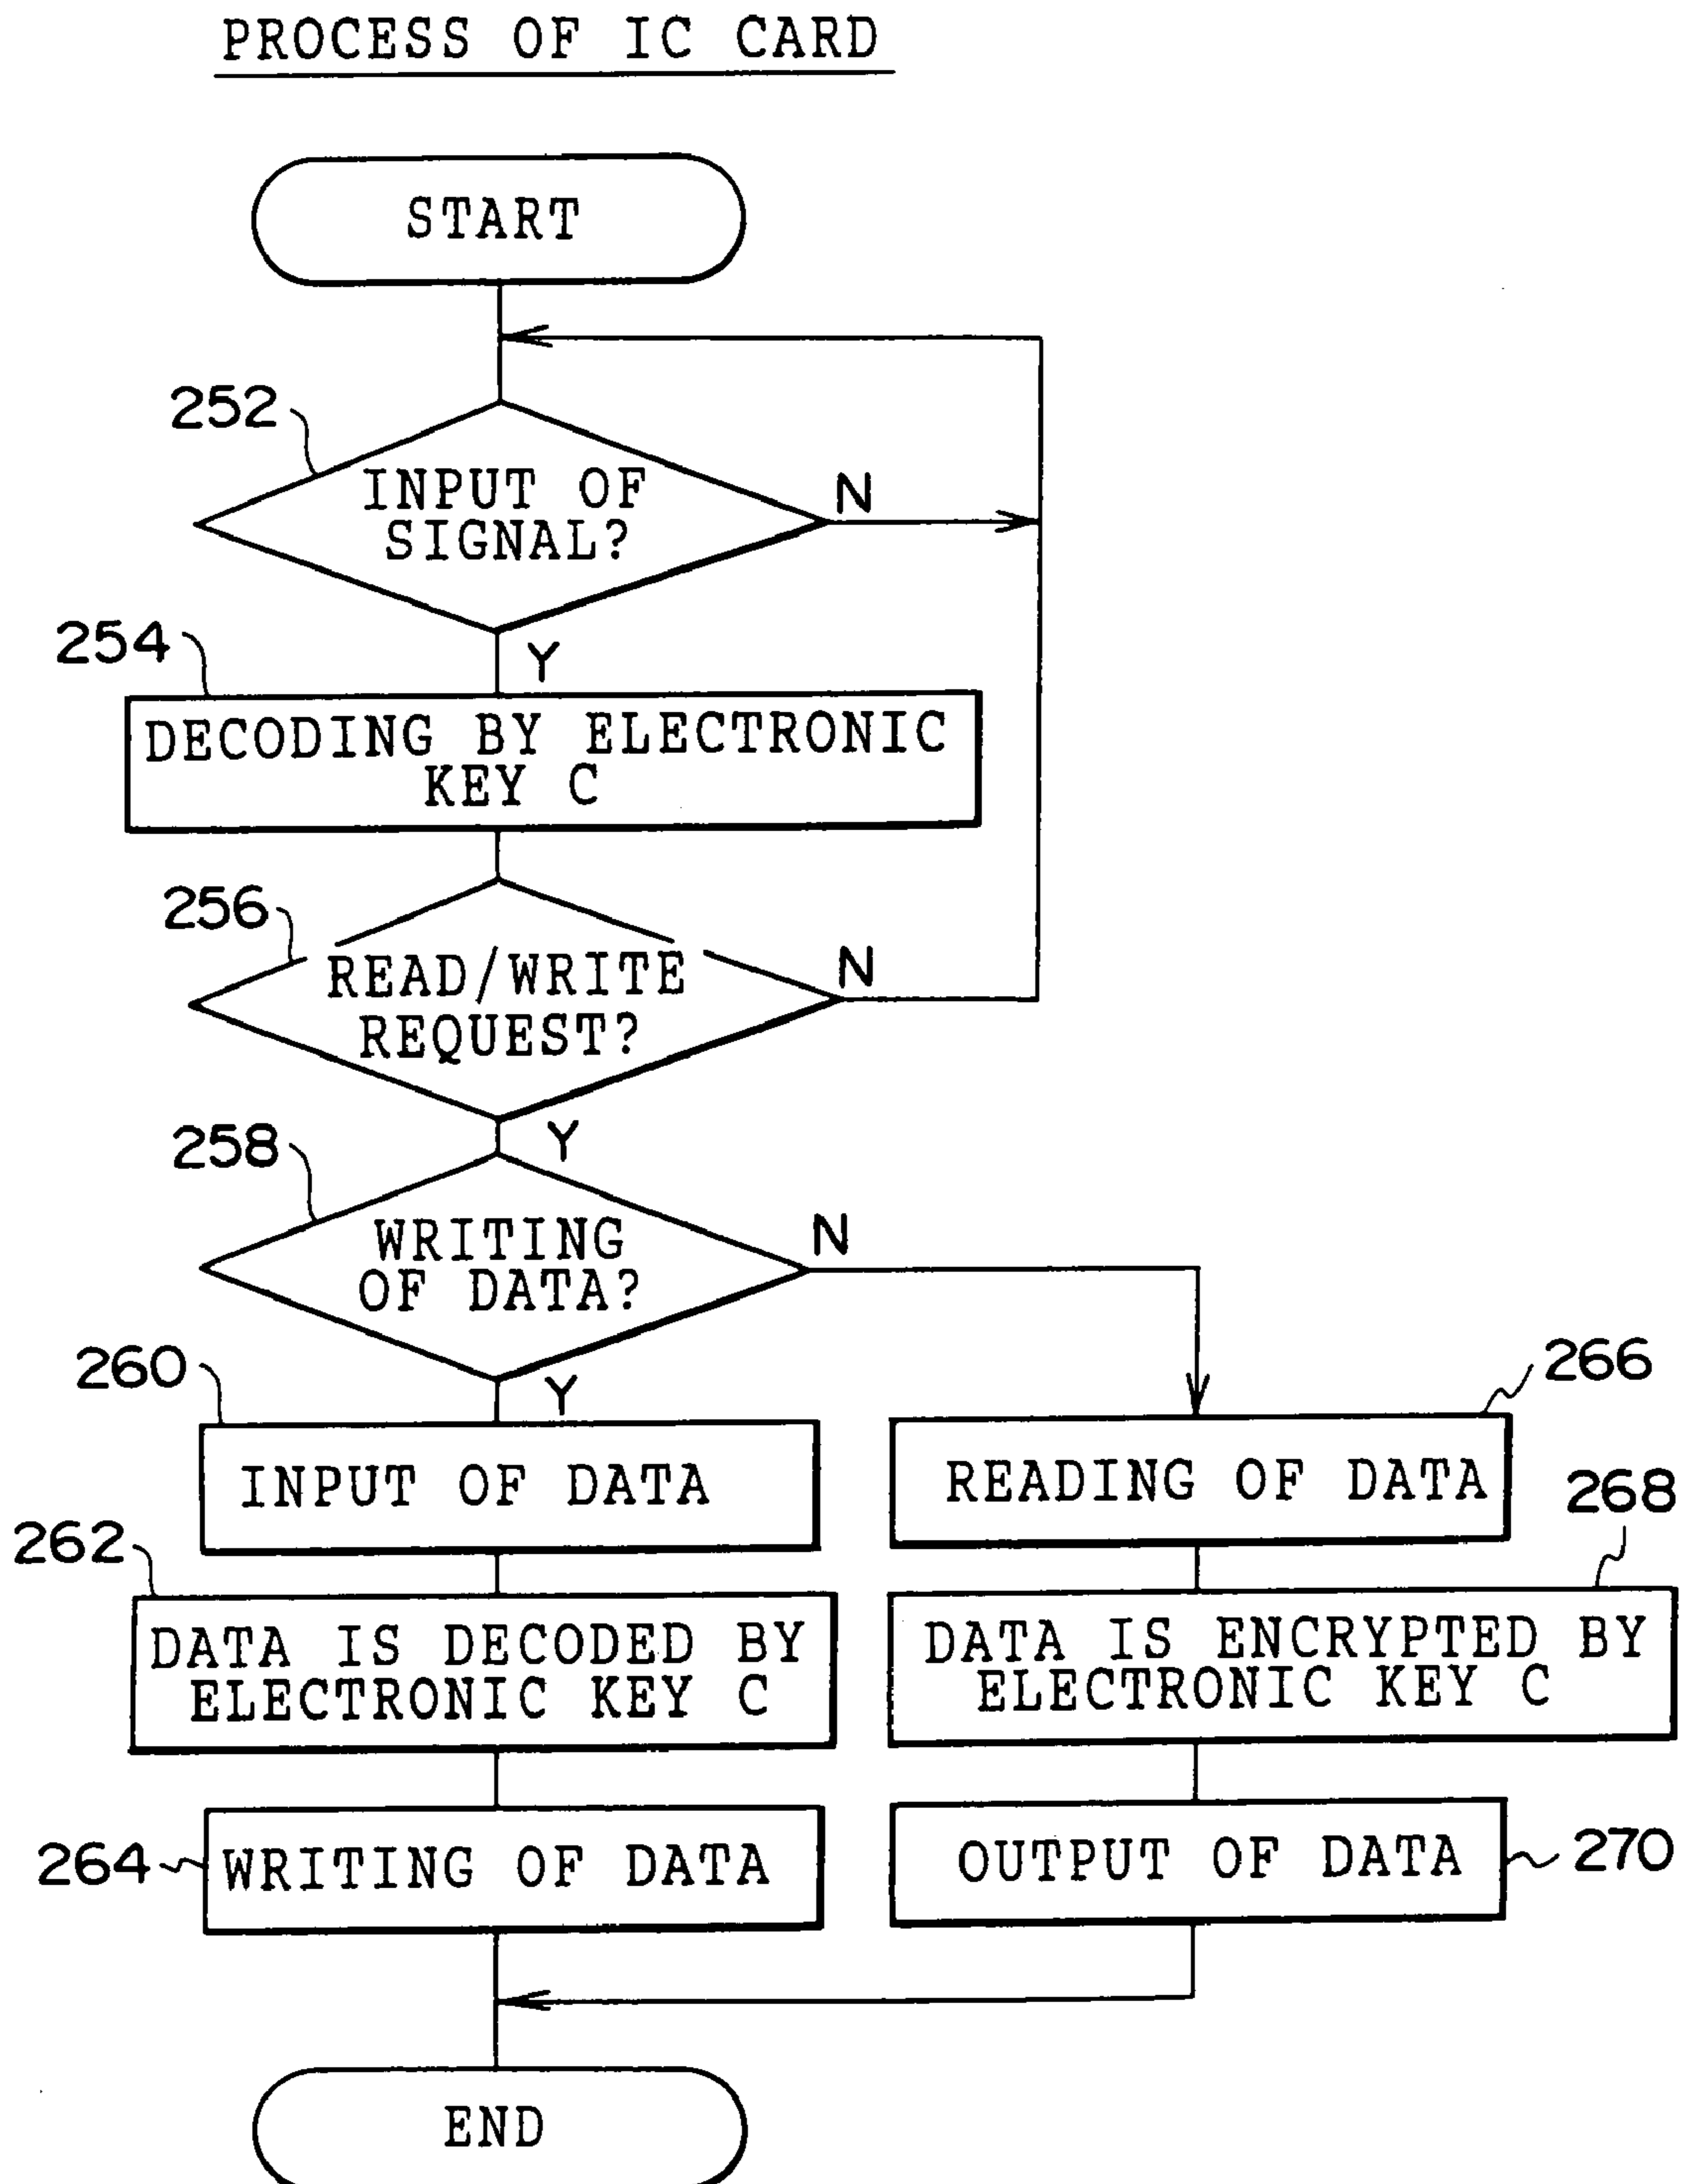 PROCESS OF IC CARD
START
252
INPUT OF
SIGNAL?
N
Y
254
DECODING BY ELECTRONIC
KEY C
256
READ/WRITE
REQUEST?
N
Y
258
WRITING
OF DATA?
N
Y
260
INPUT OF DATA
262
DATA IS DECODED BY
ELECTRONIC KEY C
264
WRITING OF DATA
266
READING OF DATA
268
DATA IS ENCRYPTED BY
ELECTRONIC KEY C
270
OUTPUT OF DATA
END